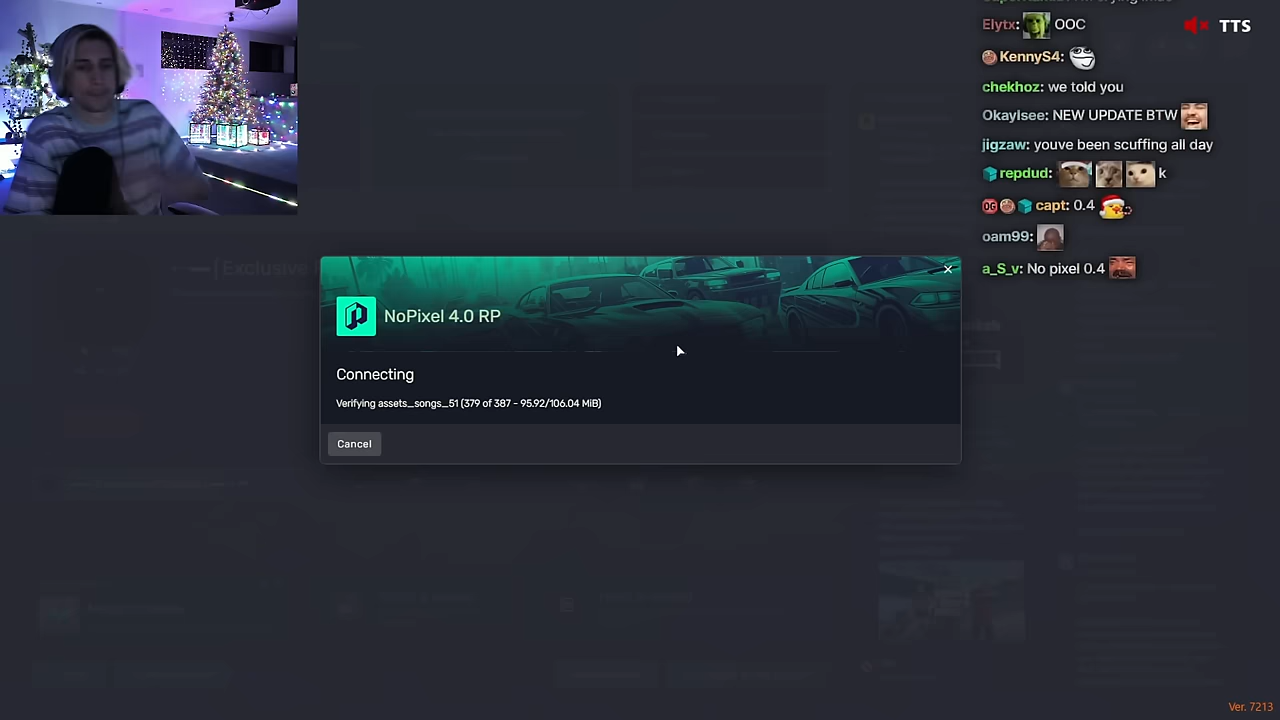 Elytx: OOC
TTS
KennyS4:
chekhoz: we told you
OkayIsee: NEW UPDATE BTW
jigzaw: youve been scuffing all day
repdud: k
capt: 0.4
oam99:
a_S_v: No pixel 0.4
[Exclusive
NoPixel 4.0 RP
Connecting
Verifying assets_songs_51 (379 of 387 - 95.92/106.04 MiB)
Cancel
Ver. 7213